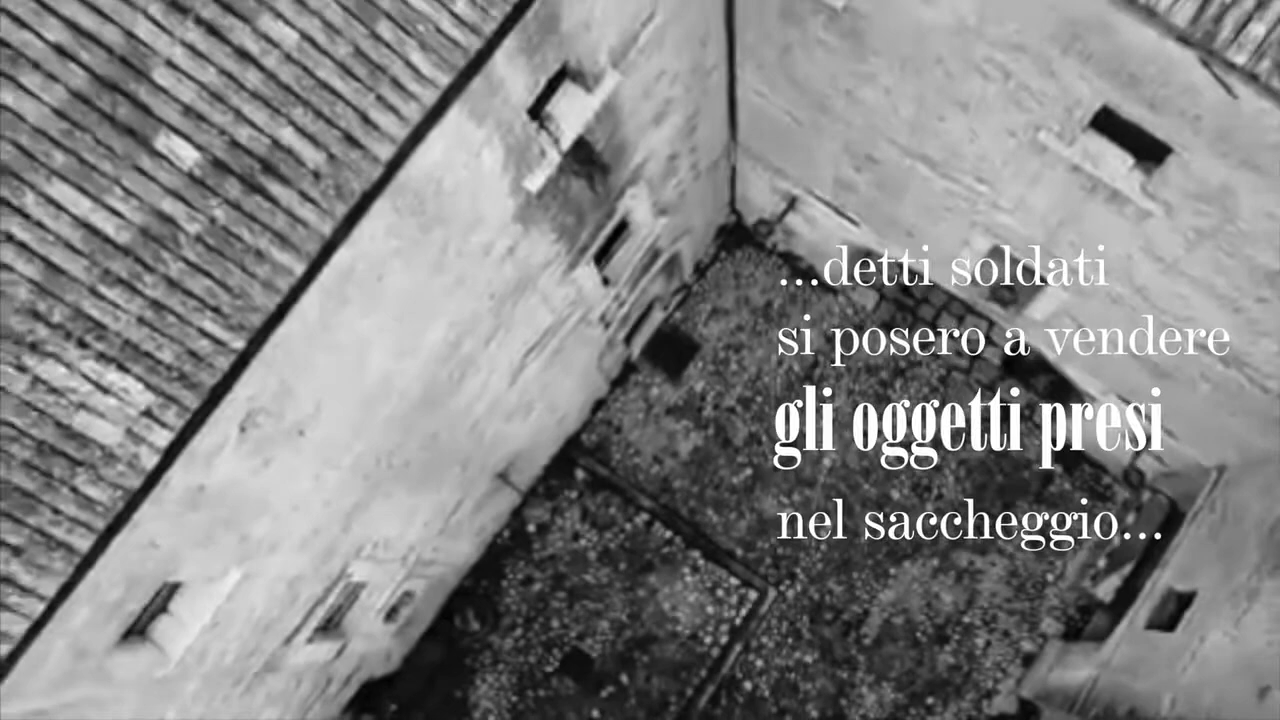 ...detti soldati
si posero a vendere
gli oggetti presi
nel saccheggio...